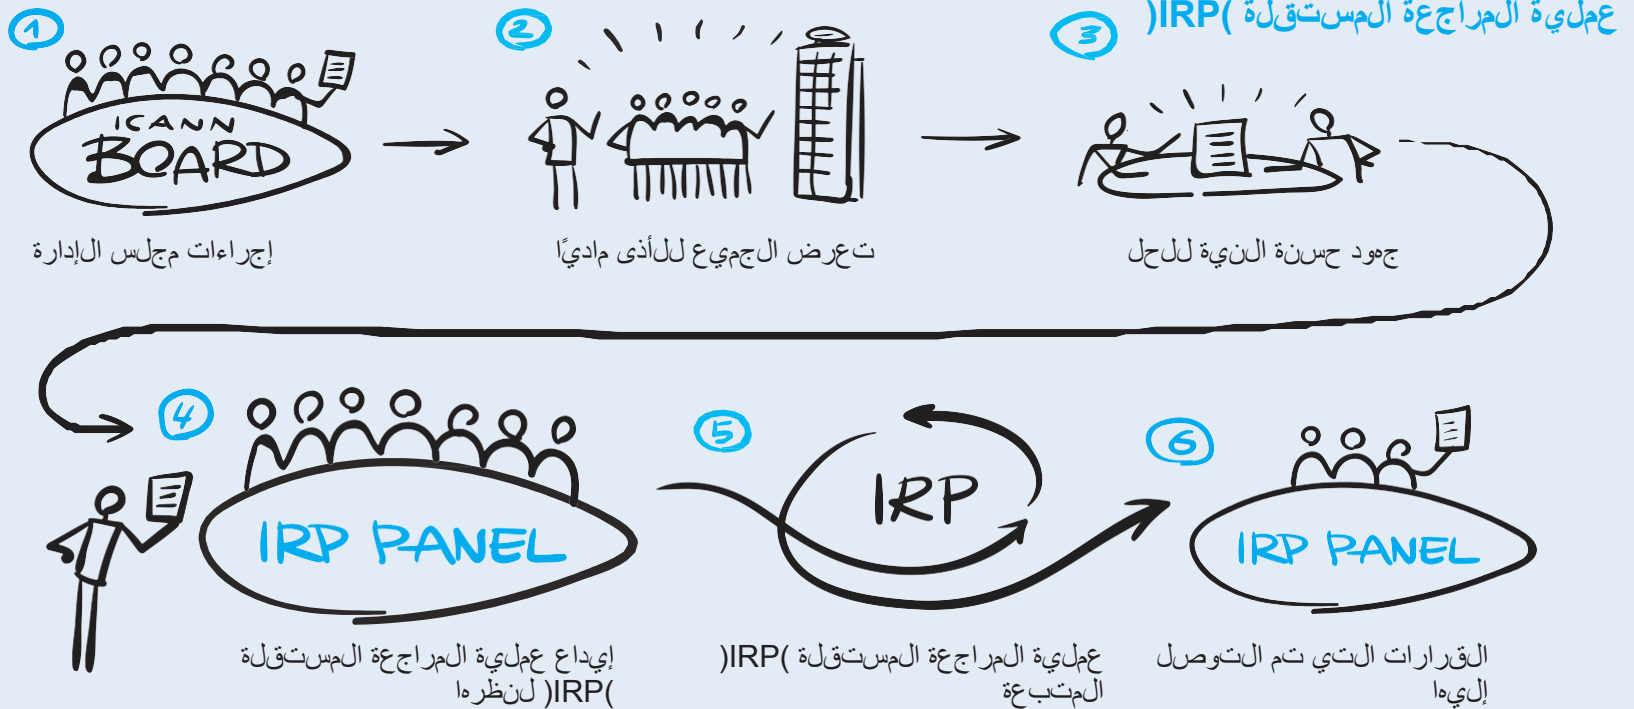 عملية المراجعة المستقلة )IRP(
1
ICANN
BOARD
إجراءات مجلس الإدارة
2
تعرض الجميع للأذى ماديًا
3
جهود حسنة النية للحل
4
IRP PANEL
إيداع عملية المراجعة المستقلة
)IRP( لنظرها
5
IRP
عملية المراجعة المستقلة )IRP(
المتبعة
6
IRP PANEL
القرارات التي تم التوصل
إليها